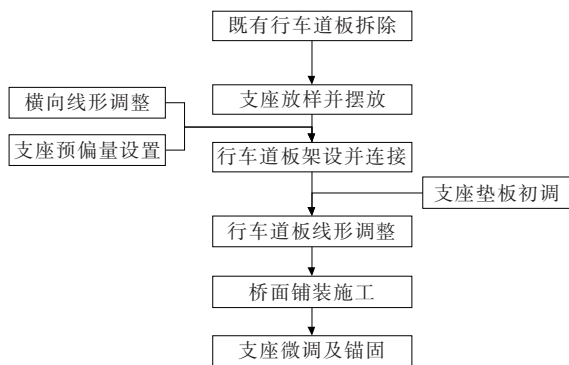 既有行车道板拆除
横向线形调整
支座放样并摆放
支座预偏量设置
行车道板架设并连接
支座垫板初调
行车道板线形调整
桥面铺装施工
支座微调及锚固